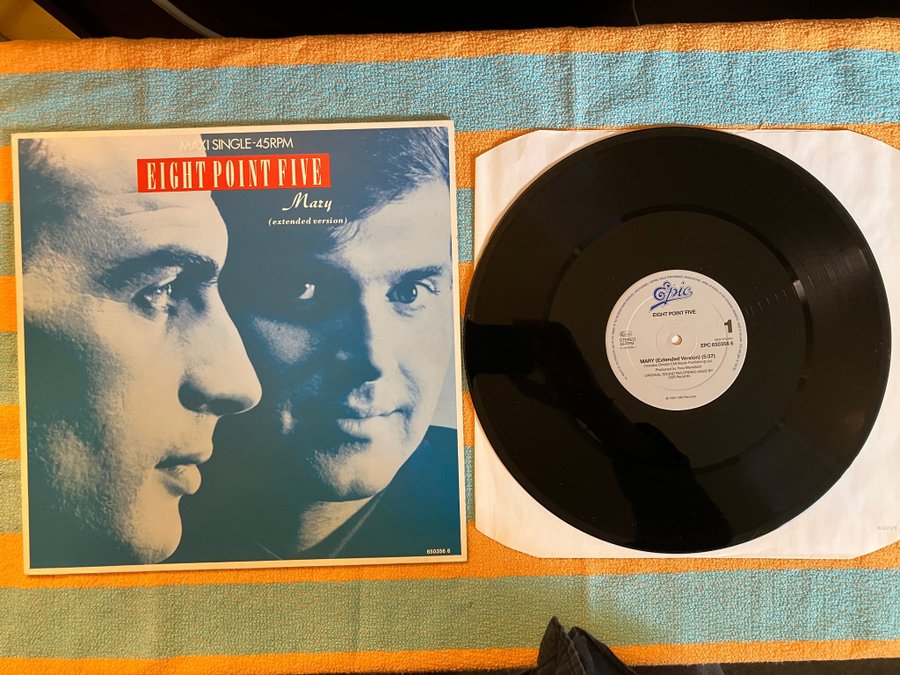 MAXI SINGLE-45RPM
EIGHT POINT FIVE
Mary
(extended version)
650356 6
Epic
EIGHT POINT FIVE
STEREO
45 RPM
1
EPC 650356 6
MARY (Extended Version) (5:37)
Produced by Tony Mansfield
ORIGINAL SOUND RECORDING MADE BY
CBS Records